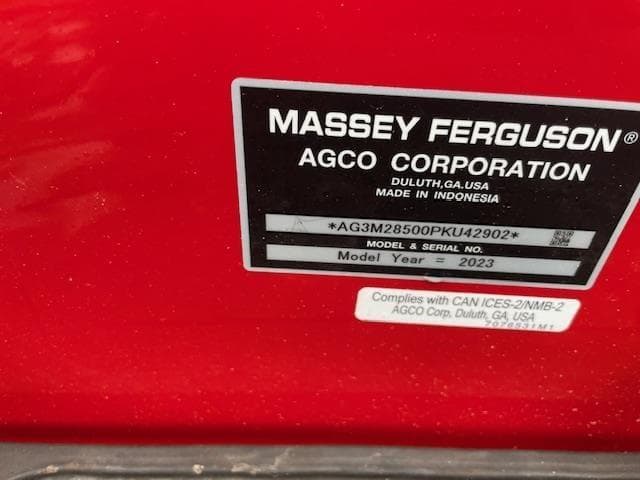 MASSEY FERGUSON®
AGCO CORPORATION
DULUTH,GA.USA
MADE IN INDONESIA
*AG3M28500PKU42902*
MODEL & SERIAL NO.
Model Year = 2023
Complies with CAN ICES-2/NMB-2
AGCO Corp, Duluth, GA, USA
7076531M1